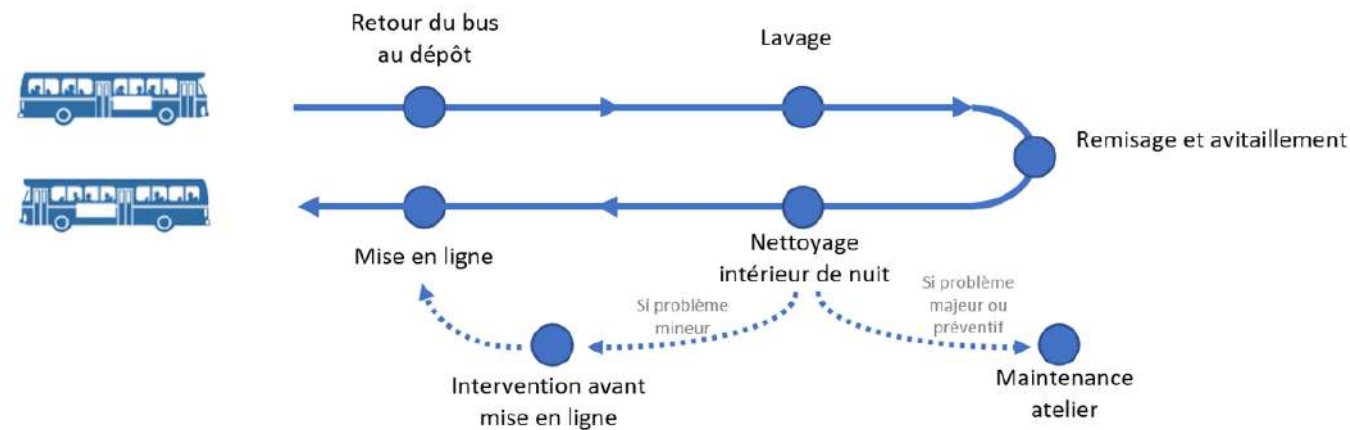 Retour du bus
au dépôt
Lavage
Remisage et avitaillement
Mise en ligne
Nettoyage
intérieur de nuit
Si problème
mineur
Si problème
majeur ou
préventif
Intervention avant
mise en ligne
Maintenance
atelier